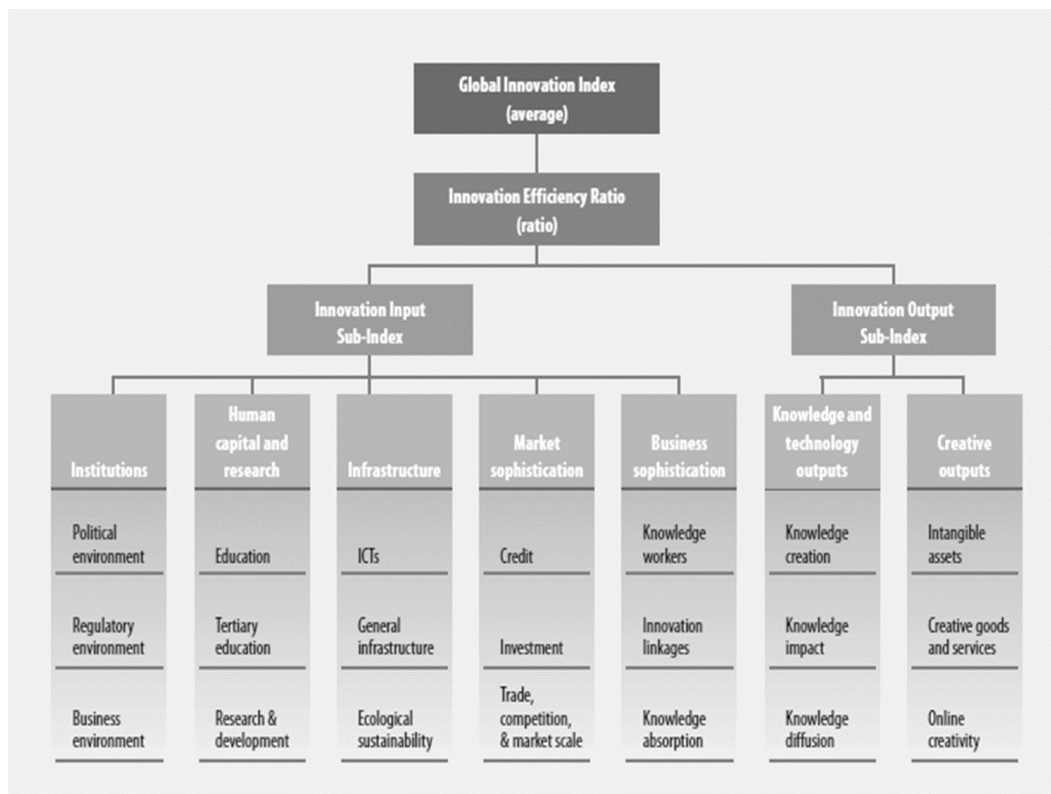 Global Innovation Index
(average)
Innovation Efficiency Ratio
(ratio)
Innovation Input
Sub-Index
Innovation Output
Sub-Index
Institutions
Human
capital and
research
Infrastructure
Market
sophistication
Business
sophistication
Knowledge and
technology
outputs
Creative
outputs
Political
environment
Education
ICTs
Credit
Knowledge
workers
Knowledge
creation
Intangible
assets
Regulatory
environment
Tertiary
education
General
infrastructure
Investment
Innovation
linkages
Knowledge
impact
Creative goods
and services
Business
environment
Research &
development
Ecological
sustainability
Trade,
competition,
& market scale
Knowledge
absorption
Knowledge
diffusion
Online
creativity